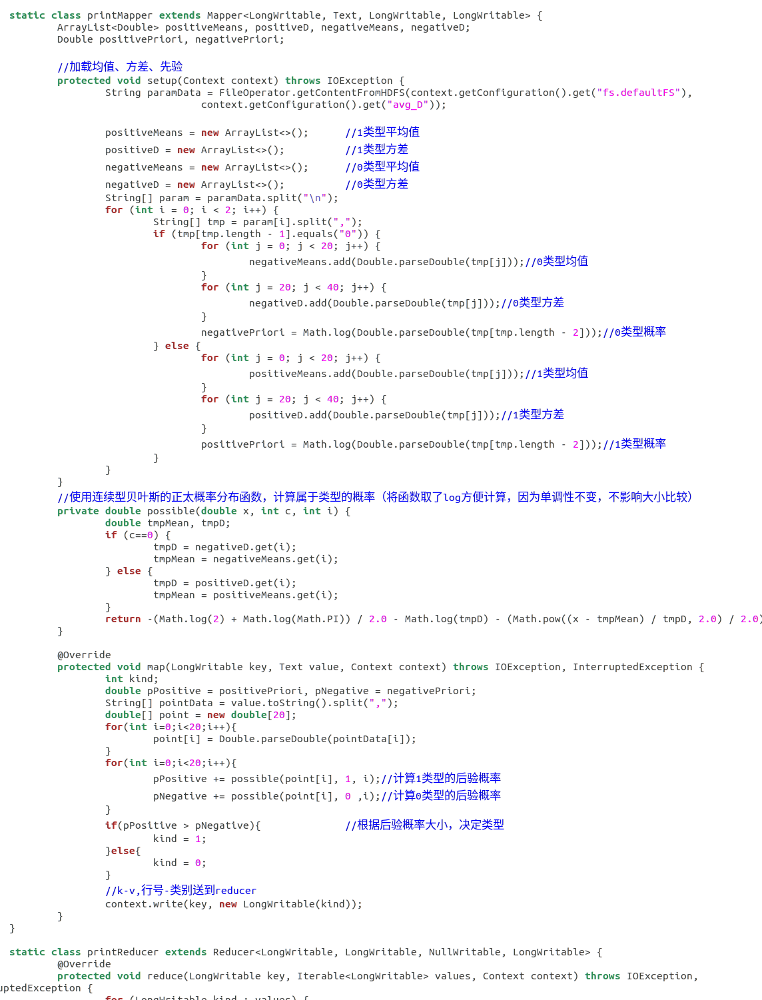 static class printMapper extends Mapper<LongWritable, Text, LongWritable, LongWritable> {
ArrayList<Double> positiveMeans, positiveD, negativeMeans, negativeD;
Double positivePriori, negativePriori;
//加载均值、方差、先验
protected void setup(Context context) throws IOException {
String paramData = FileOperator.getContentFromHDFS(context.getConfiguration().get("fs.defaultFS"),
context.getConfiguration().get("avg_D"));
positiveMeans = new ArrayList<>(); //1类型平均值
positiveD = new ArrayList<>(); //1类型方差
negativeMeans = new ArrayList<>(); //0类型平均值
negativeD = new ArrayList<>(); //0类型方差
String[] param = paramData.split("\n");
for (int i = 0; i < 2; i++) {
String[] tmp = param[i].split(",");
if (tmp[tmp.length - 1].equals("0")) {
for (int j = 0; j < 20; j++) {
negativeMeans.add(Double.parseDouble(tmp[j]));//0类型均值
}
for (int j = 20; j < 40; j++) {
negativeD.add(Double.parseDouble(tmp[j]));//0类型方差
}
negativePriori = Math.log(Double.parseDouble(tmp[tmp.length - 2]));//0类型概率
} else {
for (int j = 0; j < 20; j++) {
positiveMeans.add(Double.parseDouble(tmp[j]));//1类型均值
}
for (int j = 20; j < 40; j++) {
positiveD.add(Double.parseDouble(tmp[j]));//1类型方差
}
positivePriori = Math.log(Double.parseDouble(tmp[tmp.length - 2]));//1类型概率
}
}
}
//使用连续型贝叶斯的正太概率分布函数，计算属于类型的概率（将函数取了log方便计算，因为单调性不变，不影响大小比较）
private double possible(double x, int c, int i) {
double tmpMean, tmpD;
if (c==0) {
tmpD = negativeD.get(i);
tmpMean = negativeMeans.get(i);
} else {
tmpD = positiveD.get(i);
tmpMean = positiveMeans.get(i);
}
return -(Math.log(2) + Math.log(Math.PI)) / 2.0 - Math.log(tmpD) - (Math.pow((x - tmpMean) / tmpD, 2.0) / 2.0)
}
@Override
protected void map(LongWritable key, Text value, Context context) throws IOException, InterruptedException {
int kind;
double pPositive = positivePriori, pNegative = negativePriori;
String[] pointData = value.toString().split(",");
double[] point = new double[20];
for(int i=0;i<20;i++){
point[i] = Double.parseDouble(pointData[i]);
}
for(int i=0;i<20;i++){
pPositive += possible(point[i], 1, i);//计算1类型的后验概率
pNegative += possible(point[i], 0 ,i);//计算0类型的后验概率
}
if(pPositive > pNegative){ //根据后验概率大小，决定类型
kind = 1;
}else{
kind = 0;
}
//k-v,行号-类别送到reducer
context.write(key, new LongWritable(kind));
}
}
static class printReducer extends Reducer<LongWritable, LongWritable, NullWritable, LongWritable> {
@Override
protected void reduce(LongWritable key, Iterable<LongWritable> values, Context context) throws IOException,
uptedException {
for (LongWritable kind : values) {